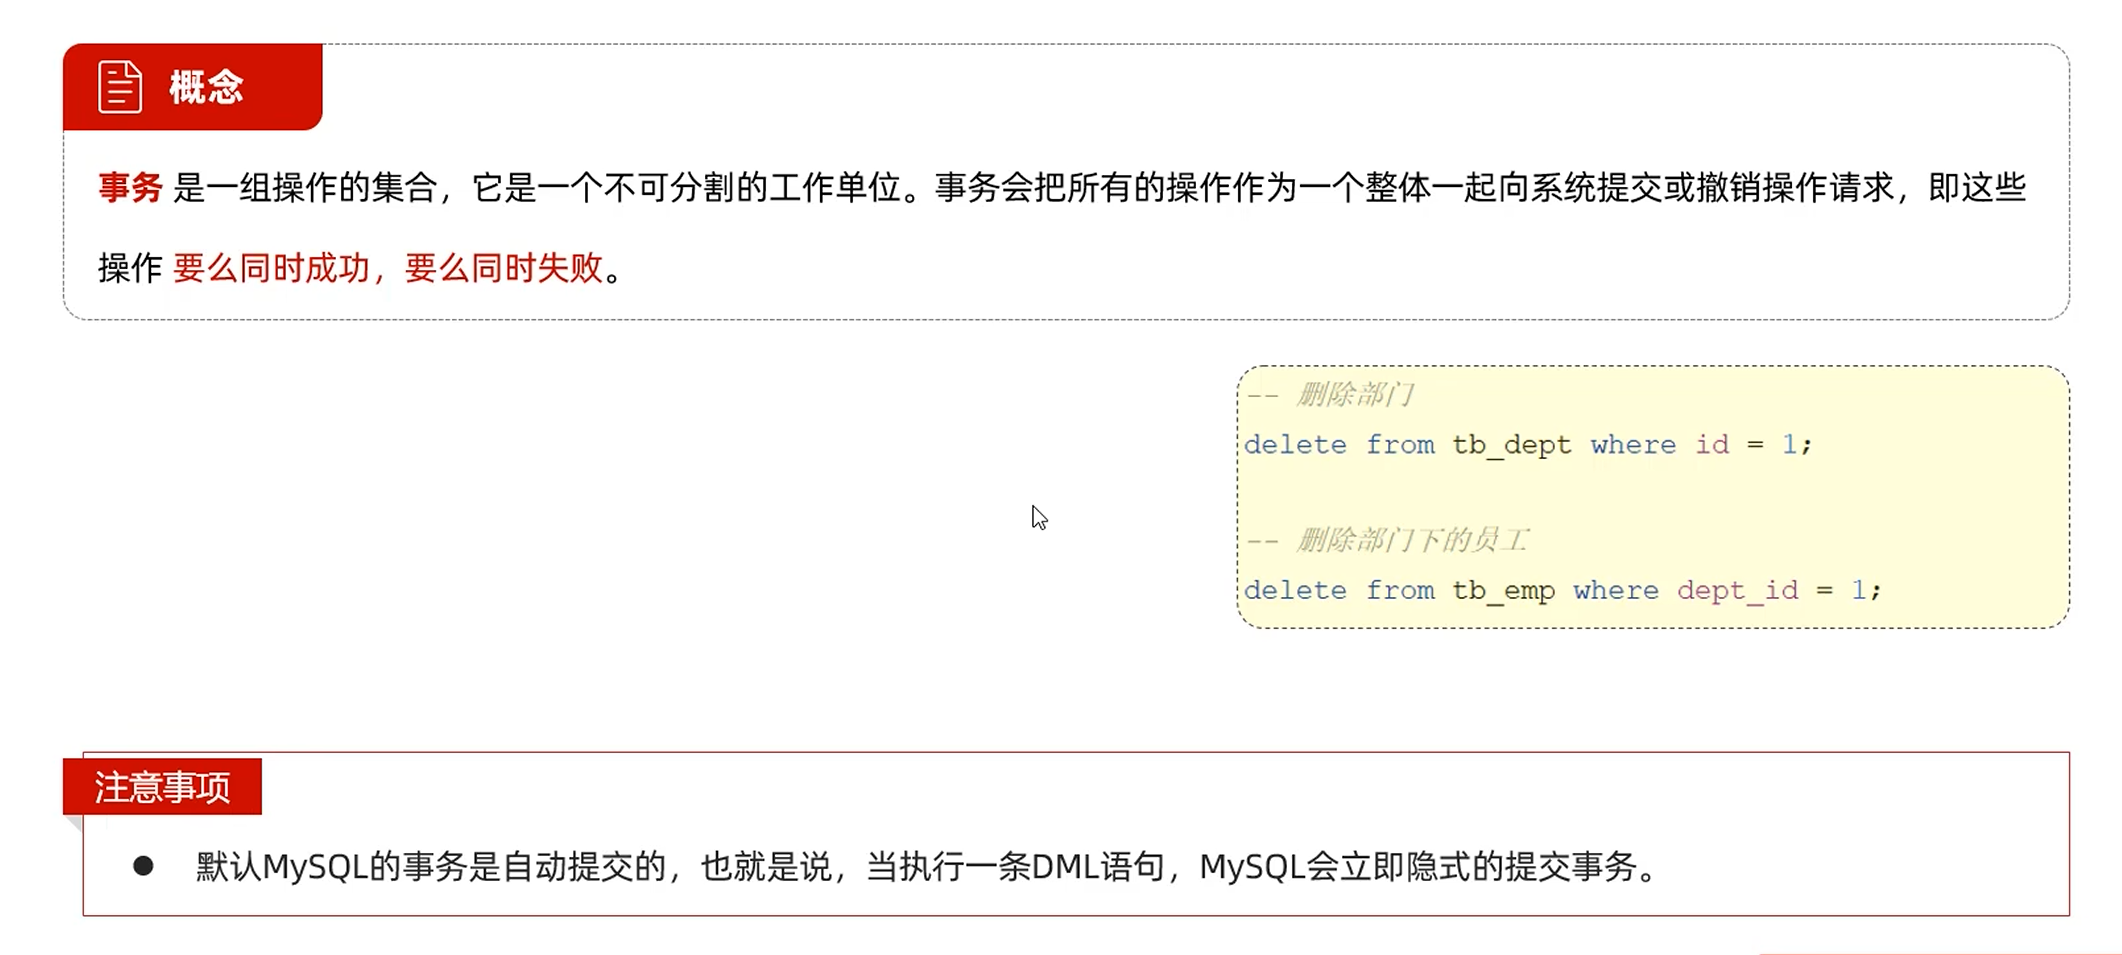 概念
事务 是一组操作的集合，它是一个不可分割的工作单位。事务会把所有的操作作为一个整体一起向系统提交或撤销操作请求，即这些
操作 要么同时成功，要么同时失败。
-- 删除部门
delete from tb_dept where id = 1;
-- 删除部门下的员工
delete from tb_emp where dept_id = 1;
注意事项
● 默认MySQL的事务是自动提交的，也就是说，当执行一条DML语句，MySQL会立即隐式的提交事务。